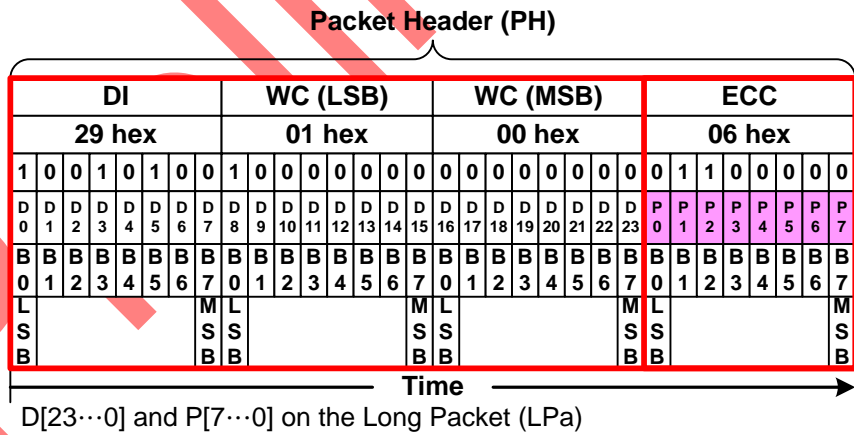 Packet Header (PH)
DI WC (LSB) WC (MSB) ECC
29 hex 01 hex 00 hex 06 hex
1 0 0 1 0 1 0 0 1 0 0 0 0 0 0 0 0 0 0 0 0 0 0 0 0 1 1 0 0 0 0 0
D0 D1 D2 D3 D4 D5 D6 D7 D8 D9 D10 D11 D12 D13 D14 D15 D16 D17 D18 D19 D20 D21 D22 D23 P0 P1 P2 P3 P4 P5 P6 P7
B0 B1 B2 B3 B4 B5 B6 B7 B0 B1 B2 B3 B4 B5 B6 B7 B0 B1 B2 B3 B4 B5 B6 B7 B0 B1 B2 B3 B4 B5 B6 B7
LSB MSB LSB MSB LSB MSB LSB MSB
Time
D[23···0] and P[7···0] on the Long Packet (LPa)